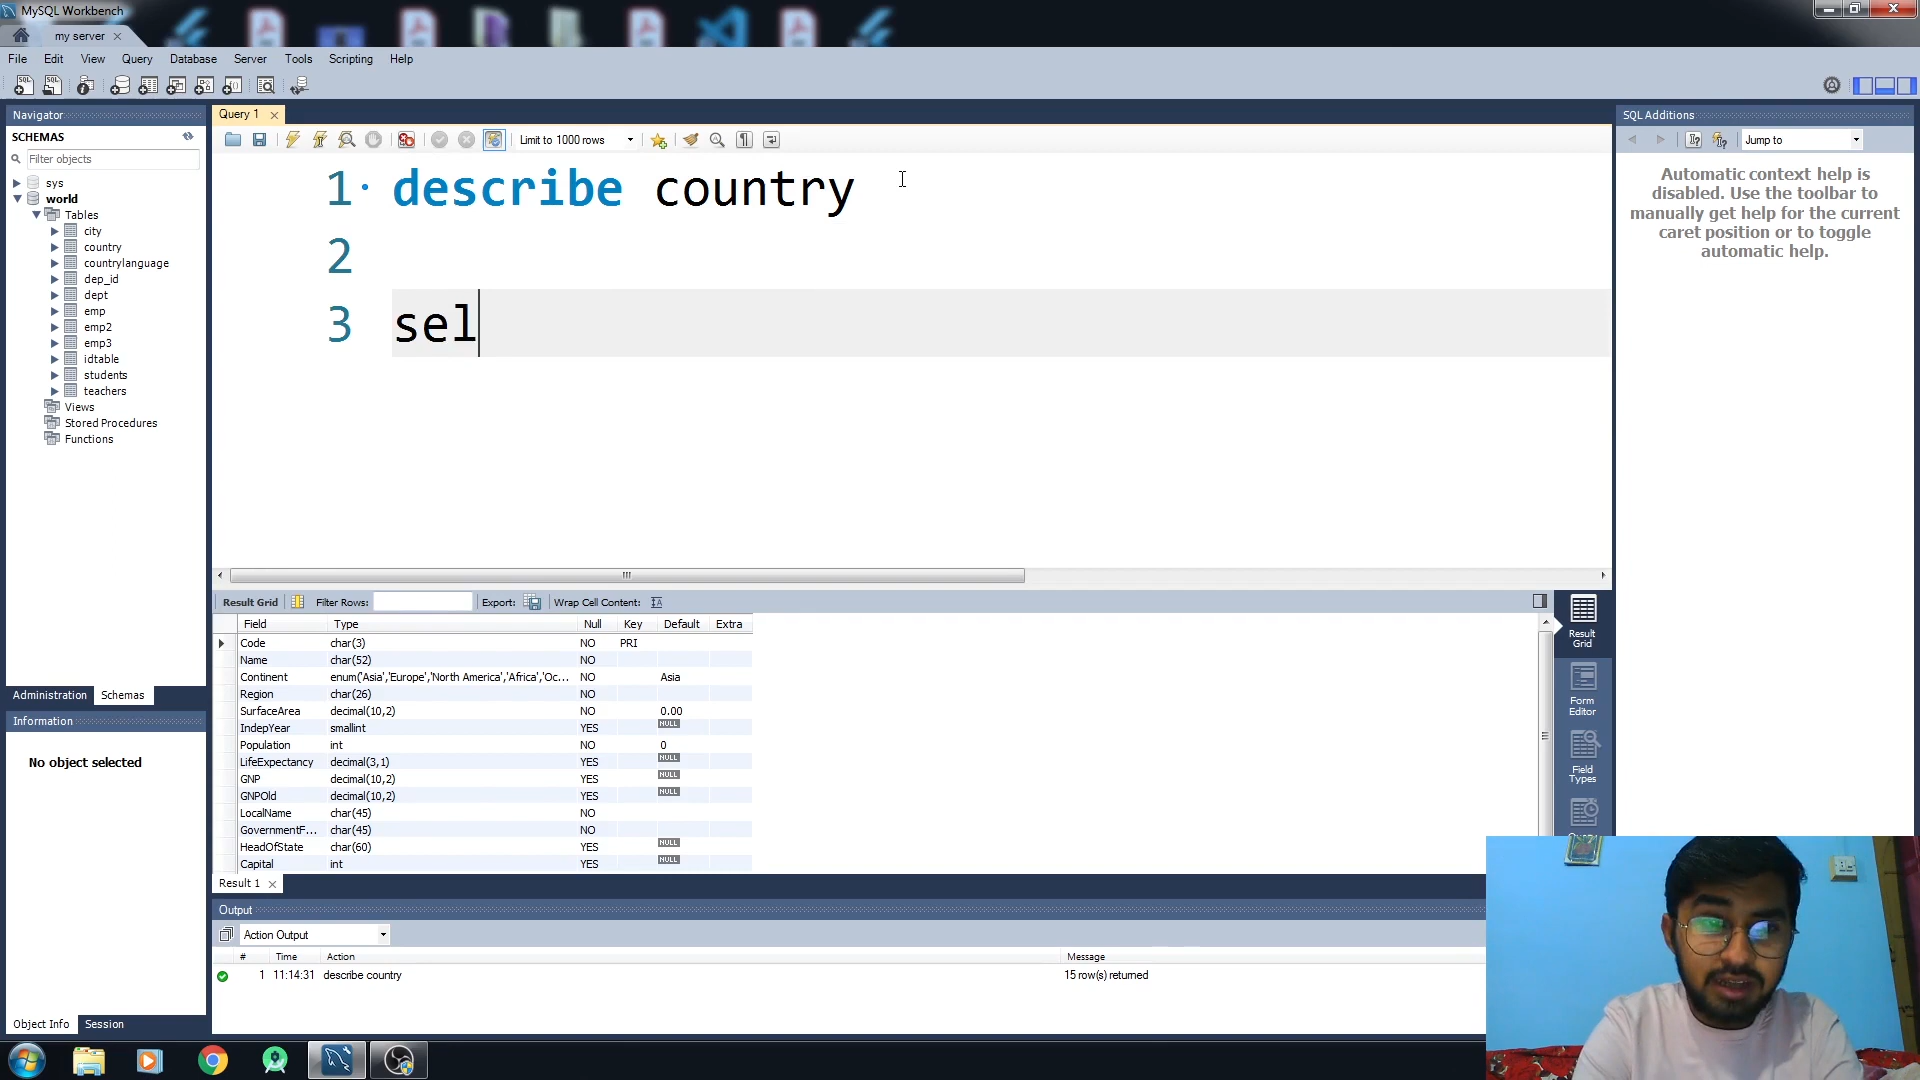 MySQL Workbench
my server
File Edit View Query Database Server Tools Scripting Help
Navigator
SCHEMAS
Filter objects
sys
world
Tables
city
country
countrylanguage
dep_id
dept
emp
emp2
emp3
idtable
students
teachers
Views
Stored Procedures
Functions
Administration Schemas
Information
No object selected
Object Info Session
Query 1
Limit to 1000 rows
1 describe country
2
3 sel
Result Grid Filter Rows: Export: Wrap Cell Content:
Field Type Null Key Default Extra
Code char(3) NO PRI
Name char(52) NO
Continent enum('Asia','Europe','North America','Africa','Oc... NO Asia
Region char(26) NO
SurfaceArea decimal(10,2) NO 0.00
IndepYear smallint YES NULL
Population int NO 0
LifeExpectancy decimal(3,1) YES NULL
GNP decimal(10,2) YES NULL
GNPOld decimal(10,2) YES NULL
LocalName char(45) NO
GovernmentF... char(45) NO
HeadOfState char(60) YES NULL
Capital int YES NULL
Result 1
Result Grid
Form Editor
Field Types
Output
Action Output
# Time Action Message
1 11:14:31 describe country 15 row(s) returned
SQL Additions
Jump to
Automatic context help is
disabled. Use the toolbar to
manually get help for the current
caret position or to toggle
automatic help.